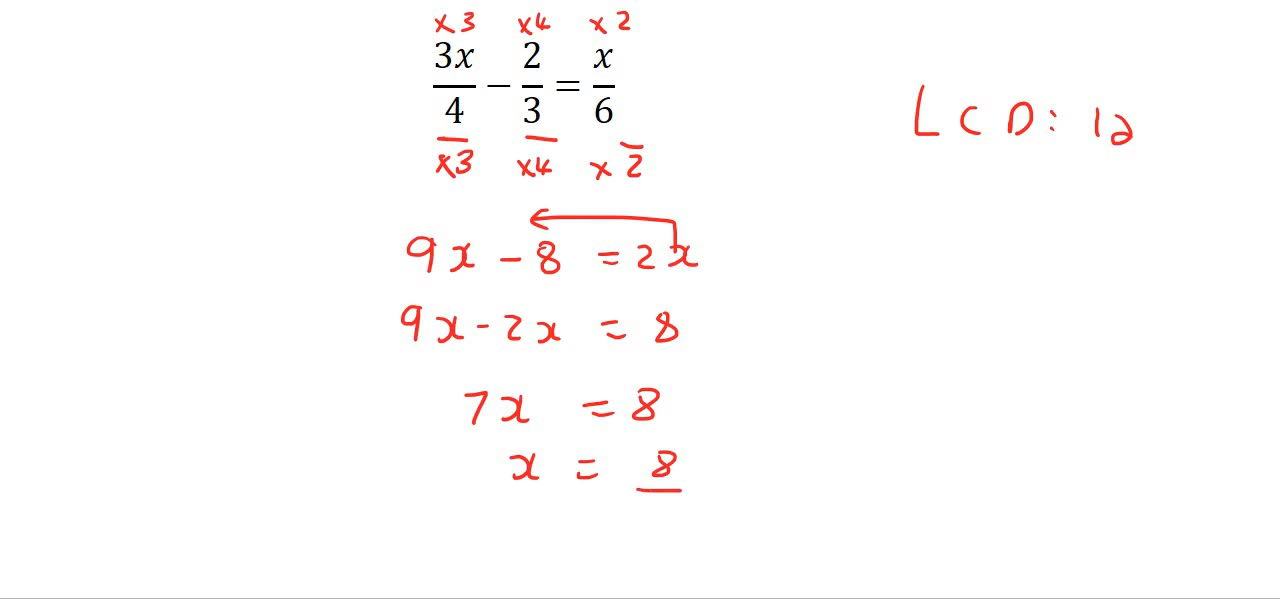 ×3 ×4 ×2
3x/4 − 2/3 = x/6
×3 ×4 ×2
LCD: 12
9x − 8 = 2x
9x − 2x = 8
7x = 8
x = 8